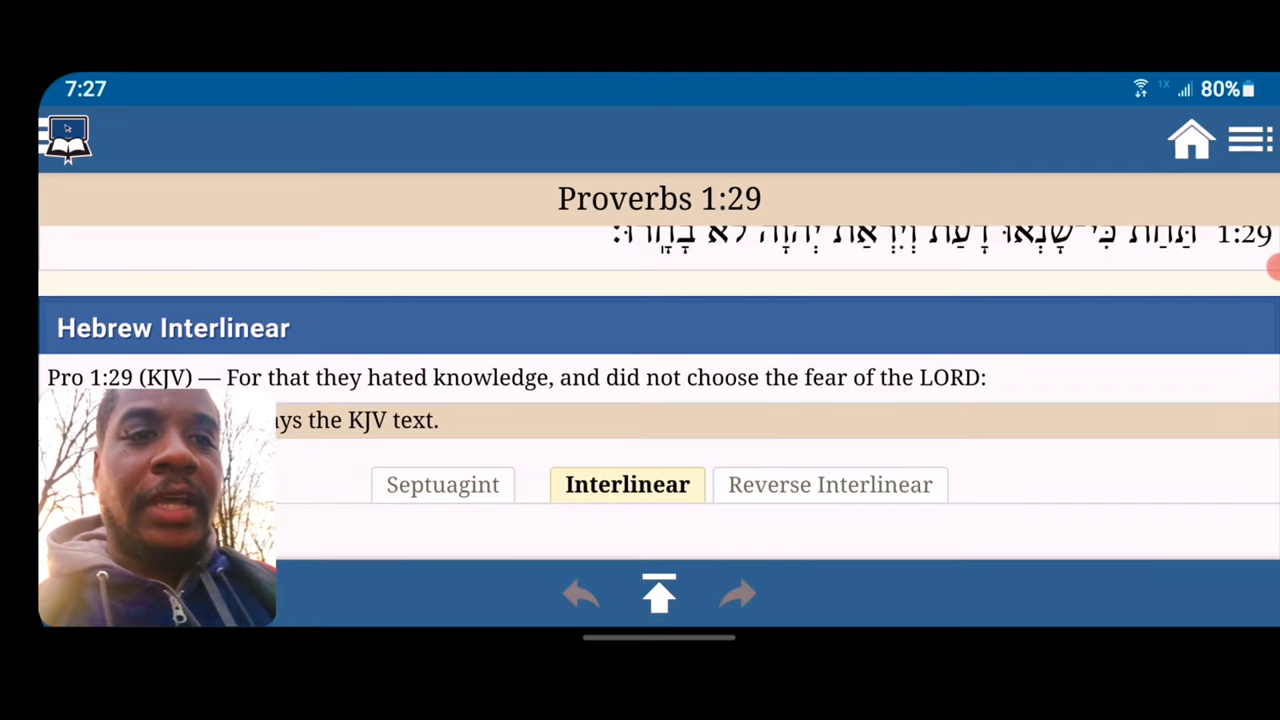 7:27
1X
80%
Proverbs 1:29
1:29 תַּחַת כִּי־שָׂנְאוּ דָעַת וְיִרְאַת יְהוָה לֹא בָחָרוּ׃
Hebrew Interlinear
Pro 1:29 (KJV) — For that they hated knowledge, and did not choose the fear of the LORD:
the KJV text.
Septuagint
Interlinear
Reverse Interlinear